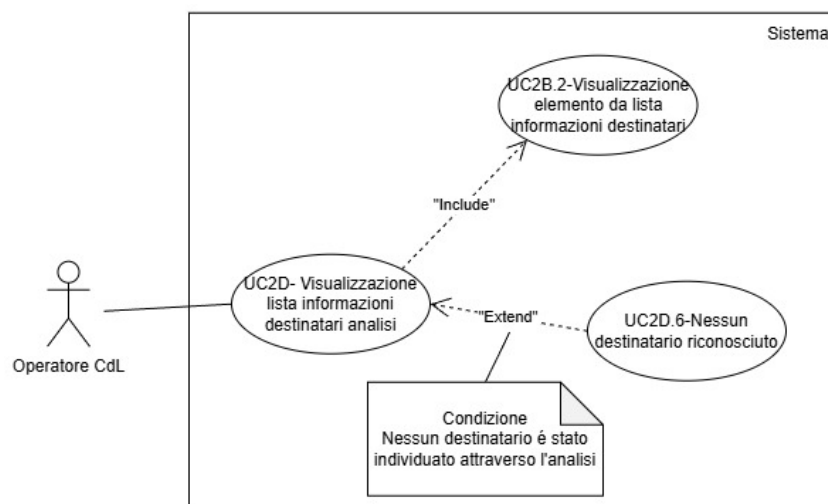 Sistema
UC2B.2-Visualizzazione
elemento da lista
informazioni destinatari
"Include"
UC2D- Visualizzazione
lista informazioni
destinatari analisi
"Extend"
UC2D.6-Nessun
destinatario riconosciuto
Operatore CdL
Condizione
Nessun destinatario é stato
individuato attraverso l'analisi